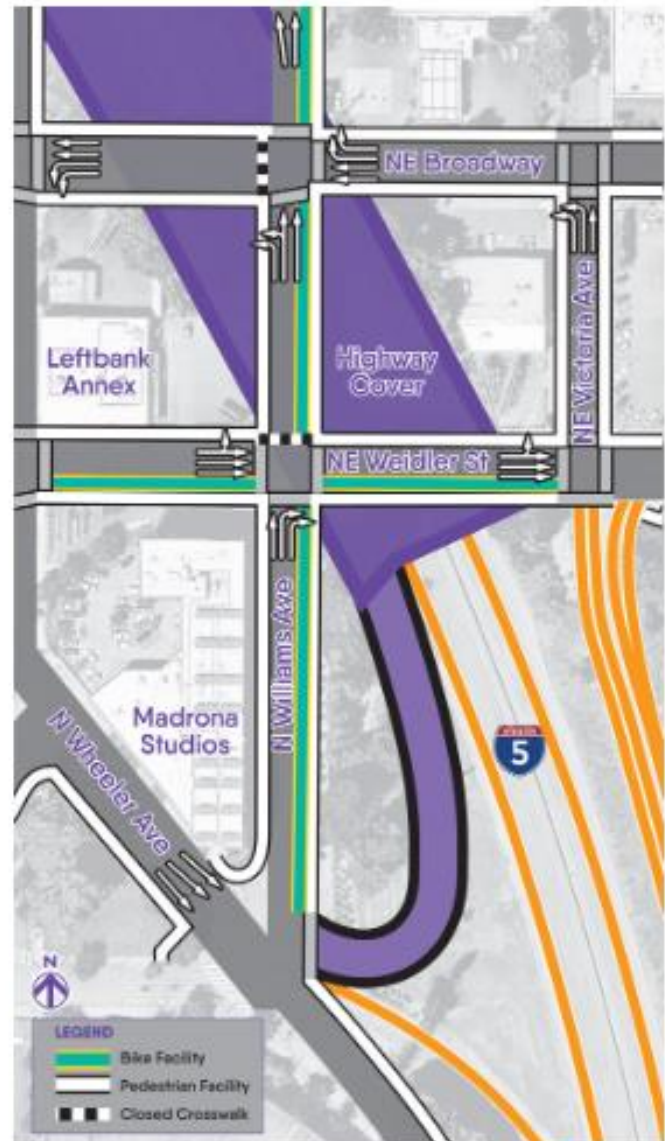 NE Broadway
Leftbank
Annex
Highway
Cover
NE Victoria Ave
NE Weidler St
N Williams Ave
Madrona
Studios
N Wheeler Ave
5
N
LEGEND
Bike Facility
Pedestrian Facility
Closed Crosswalk